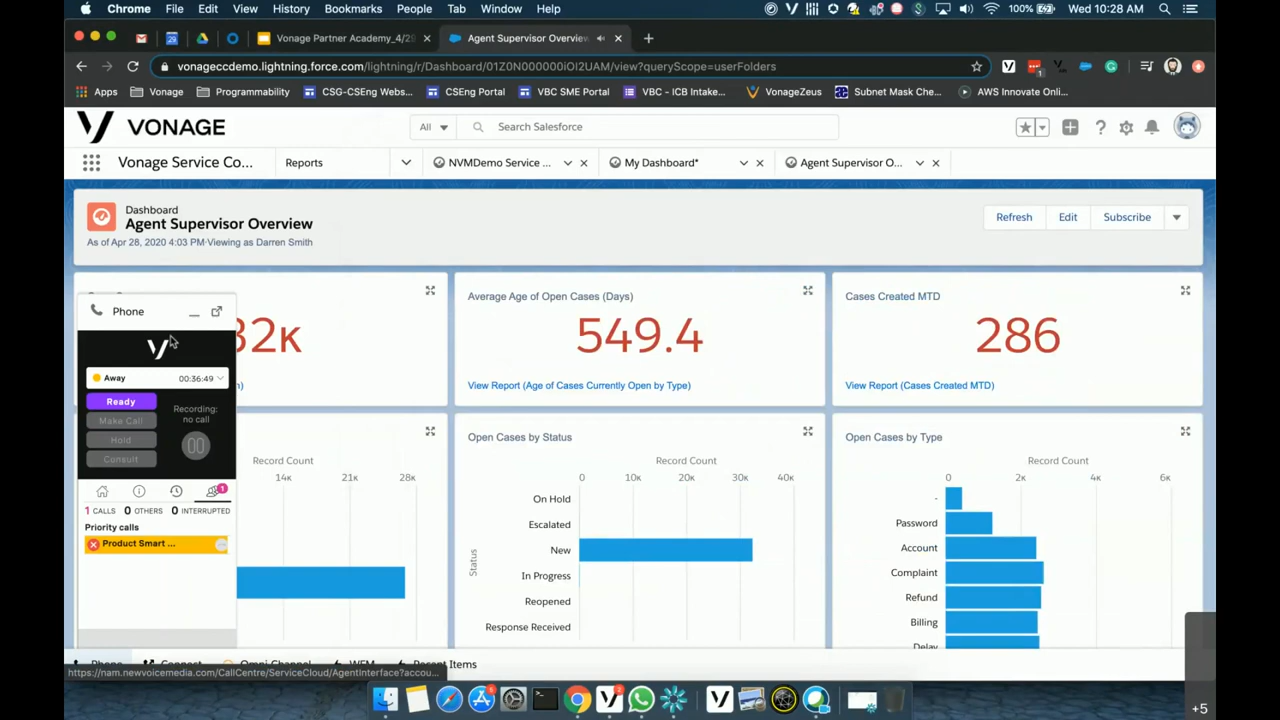 Chrome File Edit View History Bookmarks People Tab Window Help 100% Wed 10:28 AM
Vonage Partner Academy_4/29 Agent Supervisor Overview
vonageccdemo.lightning.force.com/lightning/r/Dashboard/01Z0N000000iOI2UAM/view?queryScope=userFolders
Apps Vonage Programmability CSG-CSEng Web... CSEng Portal VBC SME Portal VBC - ICB Intake... VonageZeus Subnet Mask Che... AWS Innovate Onl...
VONAGE All Search Salesforce
Vonage Service Co... Reports NVMDemo Service ... My Dashboard* Agent Supervisor O...
Dashboard
Agent Supervisor Overview
As of Apr 28, 2020 4:03 PM·Viewing as Darren Smith
Refresh Edit Subscribe
Average Age of Open Cases (Days)
549.4
View Report (Age of Cases Currently Open by Type)
Cases Created MTD
286
View Report (Cases Created MTD)
32K
Phone
Away 00:36:49
Ready
Make Call
Hold
Consult
Recording:
no call
1 CALLS 0 OTHERS 0 INTERRUPTED
Priority calls
Product Smart ...
Record Count
14K 21K 28K
Open Cases by Status
Record Count
0 10K 20K 30K 40K
Status
On Hold
Escalated
New
In Progress
Reopened
Response Received
Open Cases by Type
Record Count
0 2K 4K 6K
-
Password
Account
Complaint
Refund
Billing
Delay
Phone Connect Omni-Channel WFM Recent Items
https://nam.newvoicemedia.com/CallCentre/ServiceCloud/AgentInterface?accou...
+5